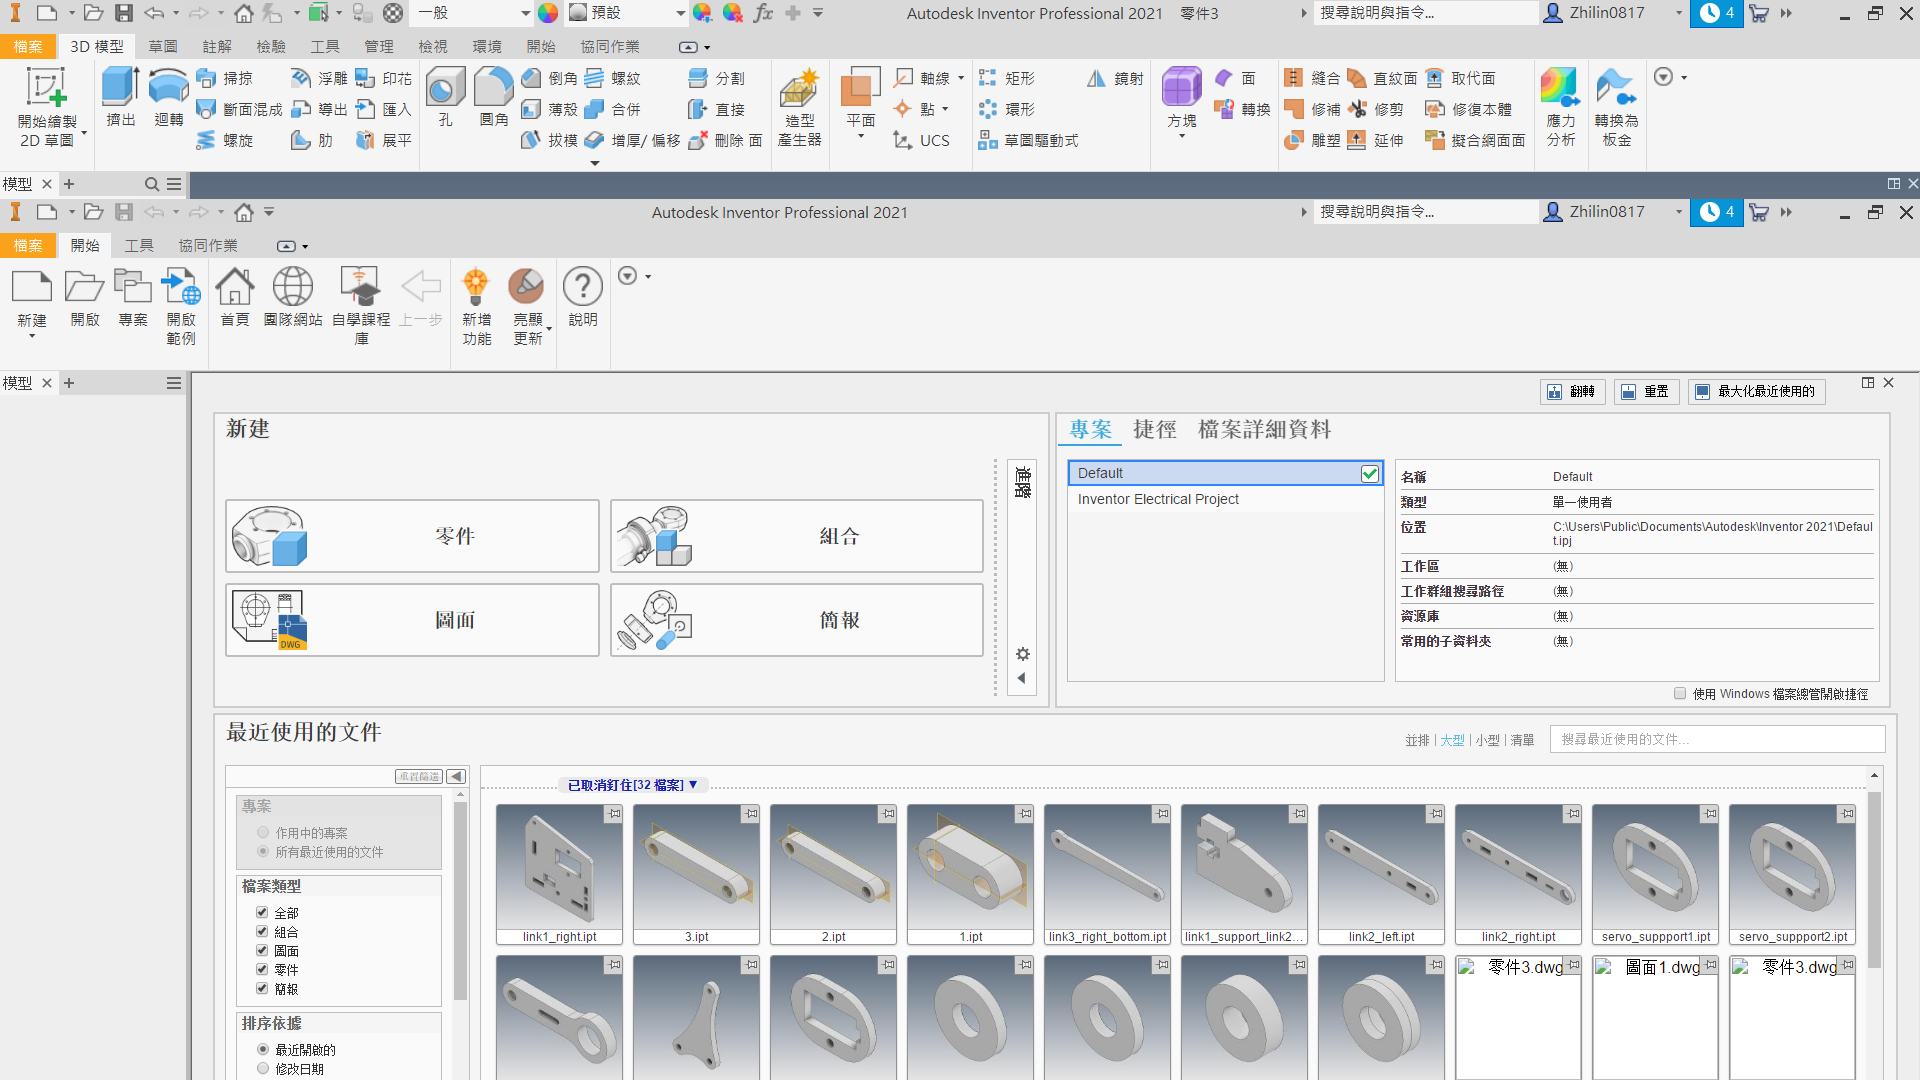 一般 預設 Autodesk Inventor Professional 2021 零件3 搜尋說明與指令... Zhilin0817 4
檔案 3D 模型 草圖 註解 檢驗 工具 管理 檢視 環境 開始 協同作業
開始繪製 2D 草圖
擠出 迴轉
掃掠 浮雕 印花
斷面混成 導出 匯入
螺旋 肋 展平
孔 圓角
倒角 螺紋 分割
薄殼 合併 直接
拔模 增厚/ 偏移 刪除 面
造型 產生器
平面
軸線
點
UCS
矩形 鏡射
環形
草圖驅動式
方塊
面
轉換
縫合 直紋面 取代面
修補 修剪 修復本體
雕塑 延伸 擬合網面面
應力 分析
轉換為 板金
模型
Autodesk Inventor Professional 2021 搜尋說明與指令... Zhilin0817 4
檔案 開始 工具 協同作業
新建 開啟 專案 開啟 範例 首頁 團隊網站 自學課程 庫 上一步 新增 功能 亮顯 更新 說明
模型
翻轉 重置 最大化最近使用的
新建
零件 組合
圖面 簡報
DWG
進階
專案 捷徑 檔案詳細資料
Default
Inventor Electrical Project
名稱 Default
類型 單一使用者
位置 C:\Users\Public\Documents\Autodesk\Inventor 2021\Defaul
t.ipj
工作區 (無)
工作群組搜尋路徑 (無)
資源庫 (無)
常用的子資料夾 (無)
使用 Windows 檔案總管開啟捷徑
最近使用的文件
並排 | 大型 | 小型 | 清單 搜尋最近使用的文件...
重置篩選
專案
作用中的專案
所有最近使用的文件
檔案類型
全部
組合
圖面
零件
簡報
排序依據
最近開啟的
修改日期
已取消釘住[32 檔案] ▼
link1_right.ipt 3.ipt 2.ipt 1.ipt link3_right_bottom.ipt link1_support_link2... link2_left.ipt link2_right.ipt servo_suppport1.ipt servo_suppport2.ipt
零件3.dwg 圖面1.dwg 零件3.dwg